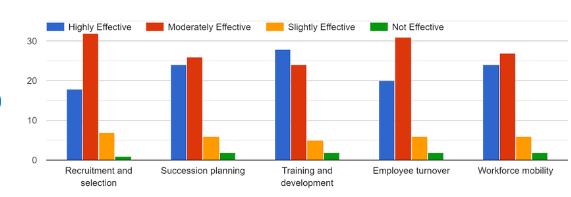 Highly Effective Moderately Effective Slightly Effective Not Effective
30
20
10
0
Recruitment and selection
Succession planning
Training and development
Employee turnover
Workforce mobility